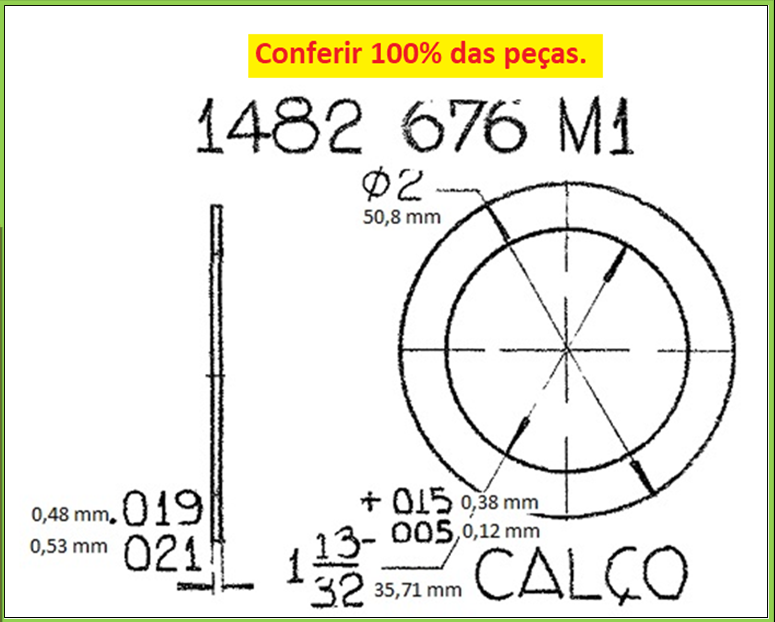 Conferir 100% das peças.
1482 676 M1
Ø2
50,8 mm
0,48 mm .019
0,53 mm 021
+ 015 0,38 mm
- 005 0,12 mm
1 13/32 35,71 mm
CALÇO